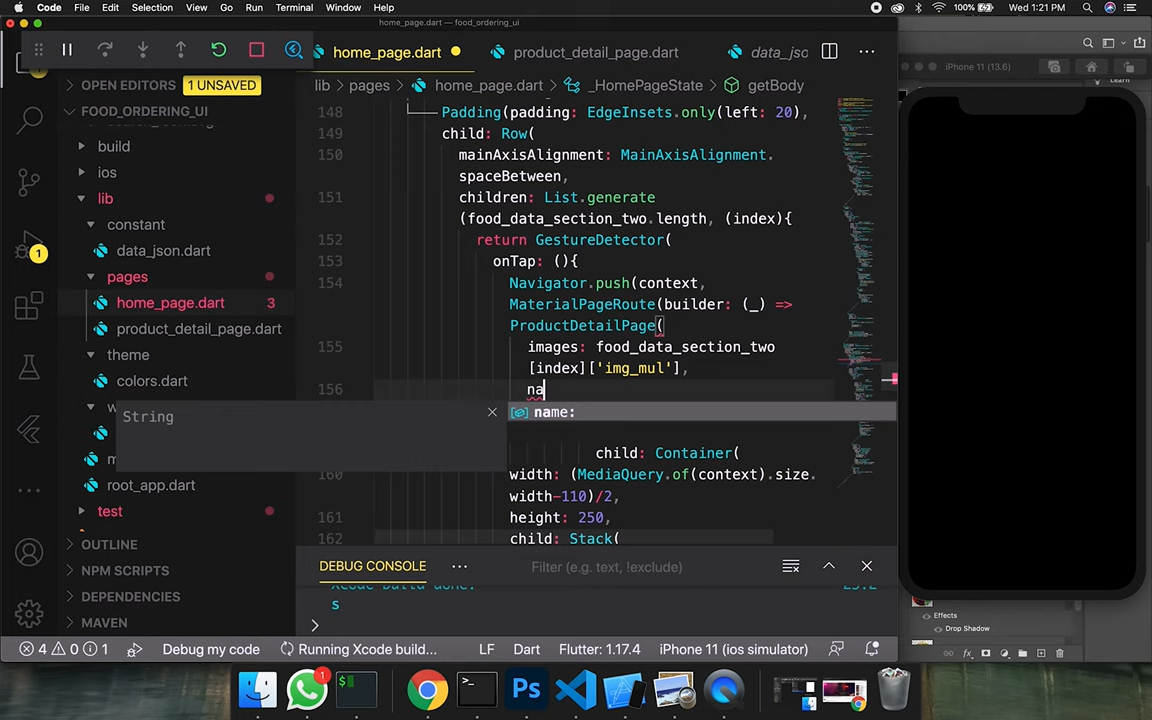 Code File Edit Selection View Go Run Terminal Window Help 100% Wed 1:21 PM
home_page.dart — food_ordering_ui
home_page.dart product_detail_page.dart data_jsc
iPhone 11 (13.6)
OPEN EDITORS 1 UNSAVED
lib pages home_page.dart _HomePageState getBody
FOOD_ORDERING_UI
build
ios
lib
constant
data_json.dart
pages
home_page.dart 3
product_detail_page.dart
theme
colors.dart
w
m
root_app.dart
test
OUTLINE
NPM SCRIPTS
DEPENDENCIES
MAVEN
1
148 Padding(padding: EdgeInsets.only(left: 20),
149 child: Row(
150 mainAxisAlignment: MainAxisAlignment.
spaceBetween,
151 children: List.generate
(food_data_section_two.length, (index){
152 return GestureDetector(
153 onTap: (){
154 Navigator.push(context,
MaterialPageRoute(builder: (_) =>
ProductDetailPage(
155 images: food_data_section_two
[index]['img_mul'],
156 na
String
name:
child: Container(
160 width: (MediaQuery.of(context).size.
width-110)/2,
161 height: 250,
162 child: Stack(
DEBUG CONSOLE Filter (e.g. text, !exclude)
s
4 0 1 Debug my code Running Xcode build... LF Dart Flutter: 1.17.4 iPhone 11 (ios simulator)
Effects
Drop Shadow
1
Ps